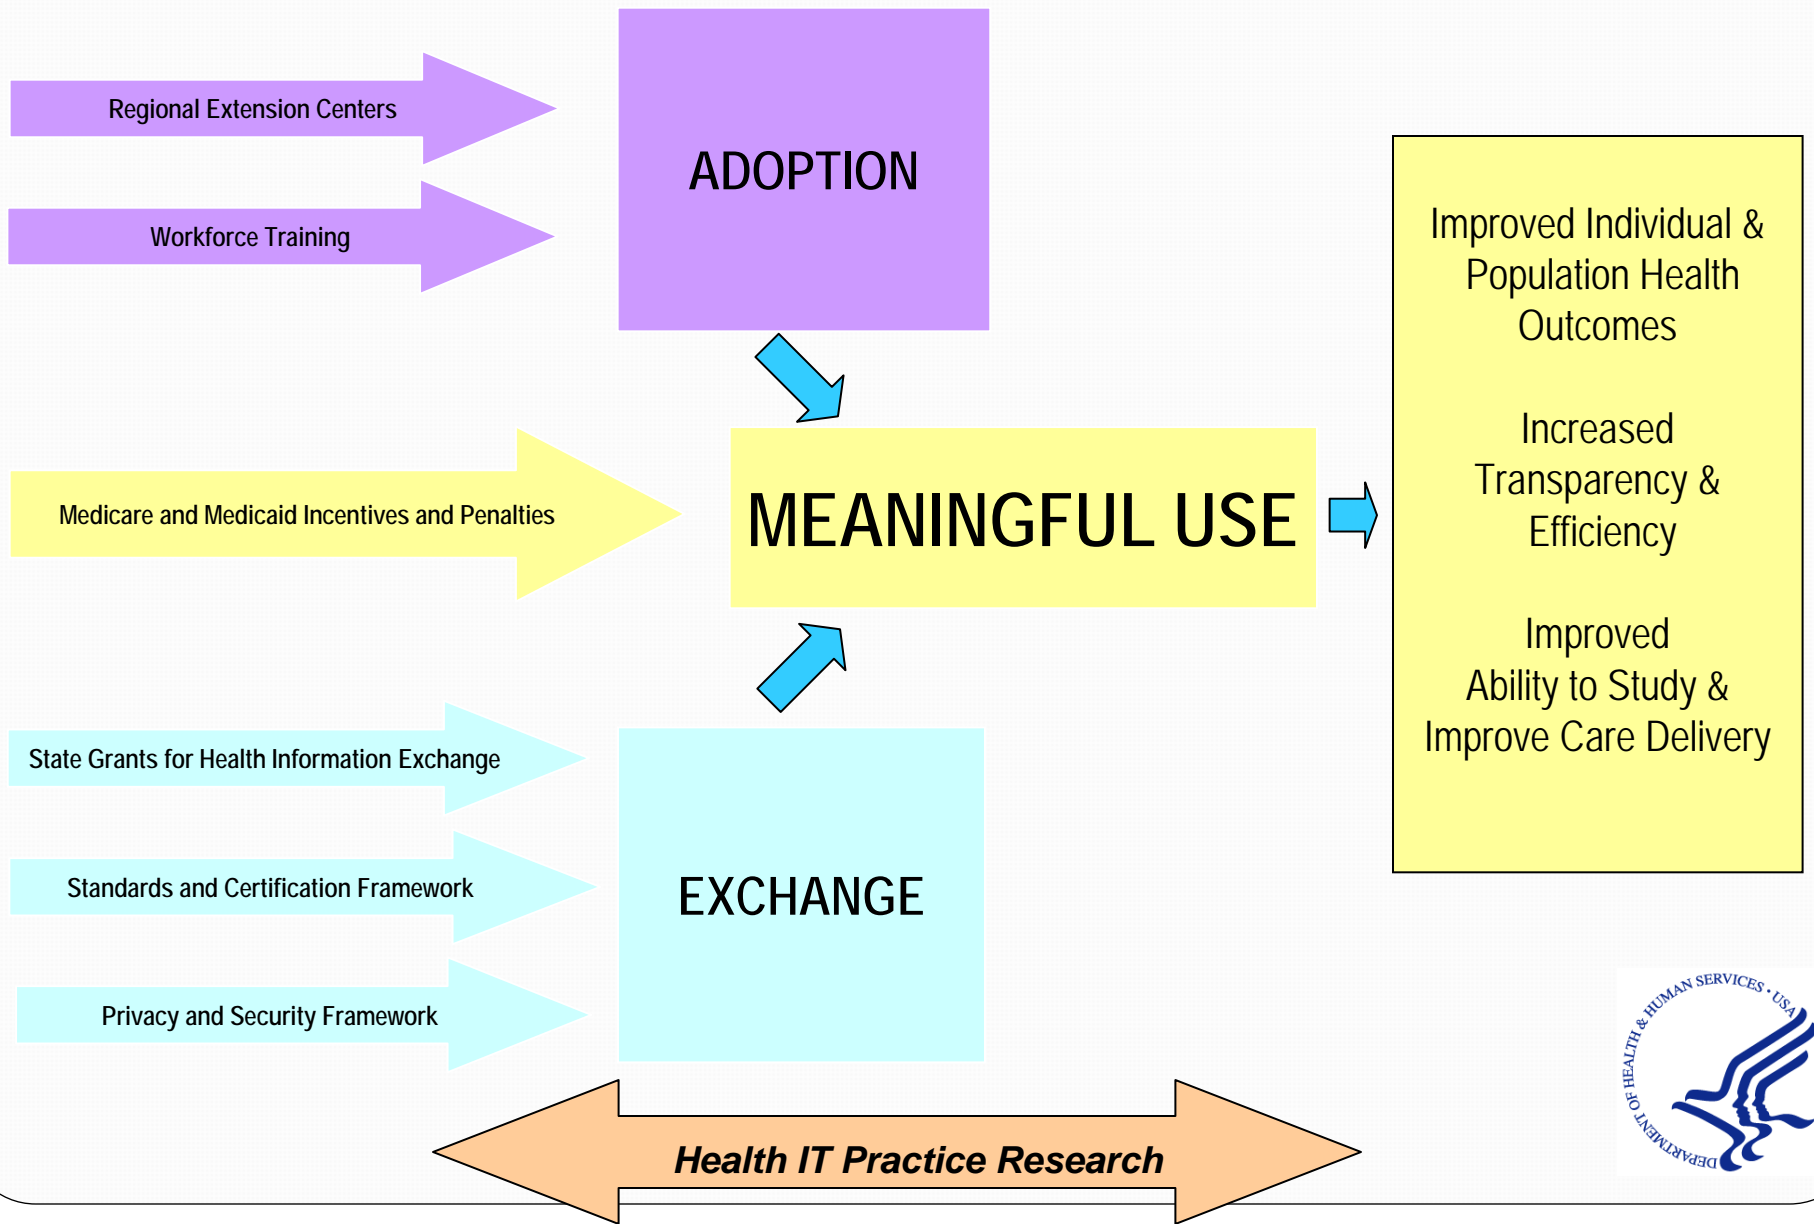 Regional Extension Centers
Workforce Training
ADOPTION
Medicare and Medicaid Incentives and Penalties
MEANINGFUL USE
Improved Individual &
Population Health
Outcomes
Increased
Transparency &
Efficiency
Improved
Ability to Study &
Improve Care Delivery
State Grants for Health Information Exchange
Standards and Certification Framework
Privacy and Security Framework
EXCHANGE
Health IT Practice Research
DEPARTMENT OF HEALTH & HUMAN SERVICES • USA